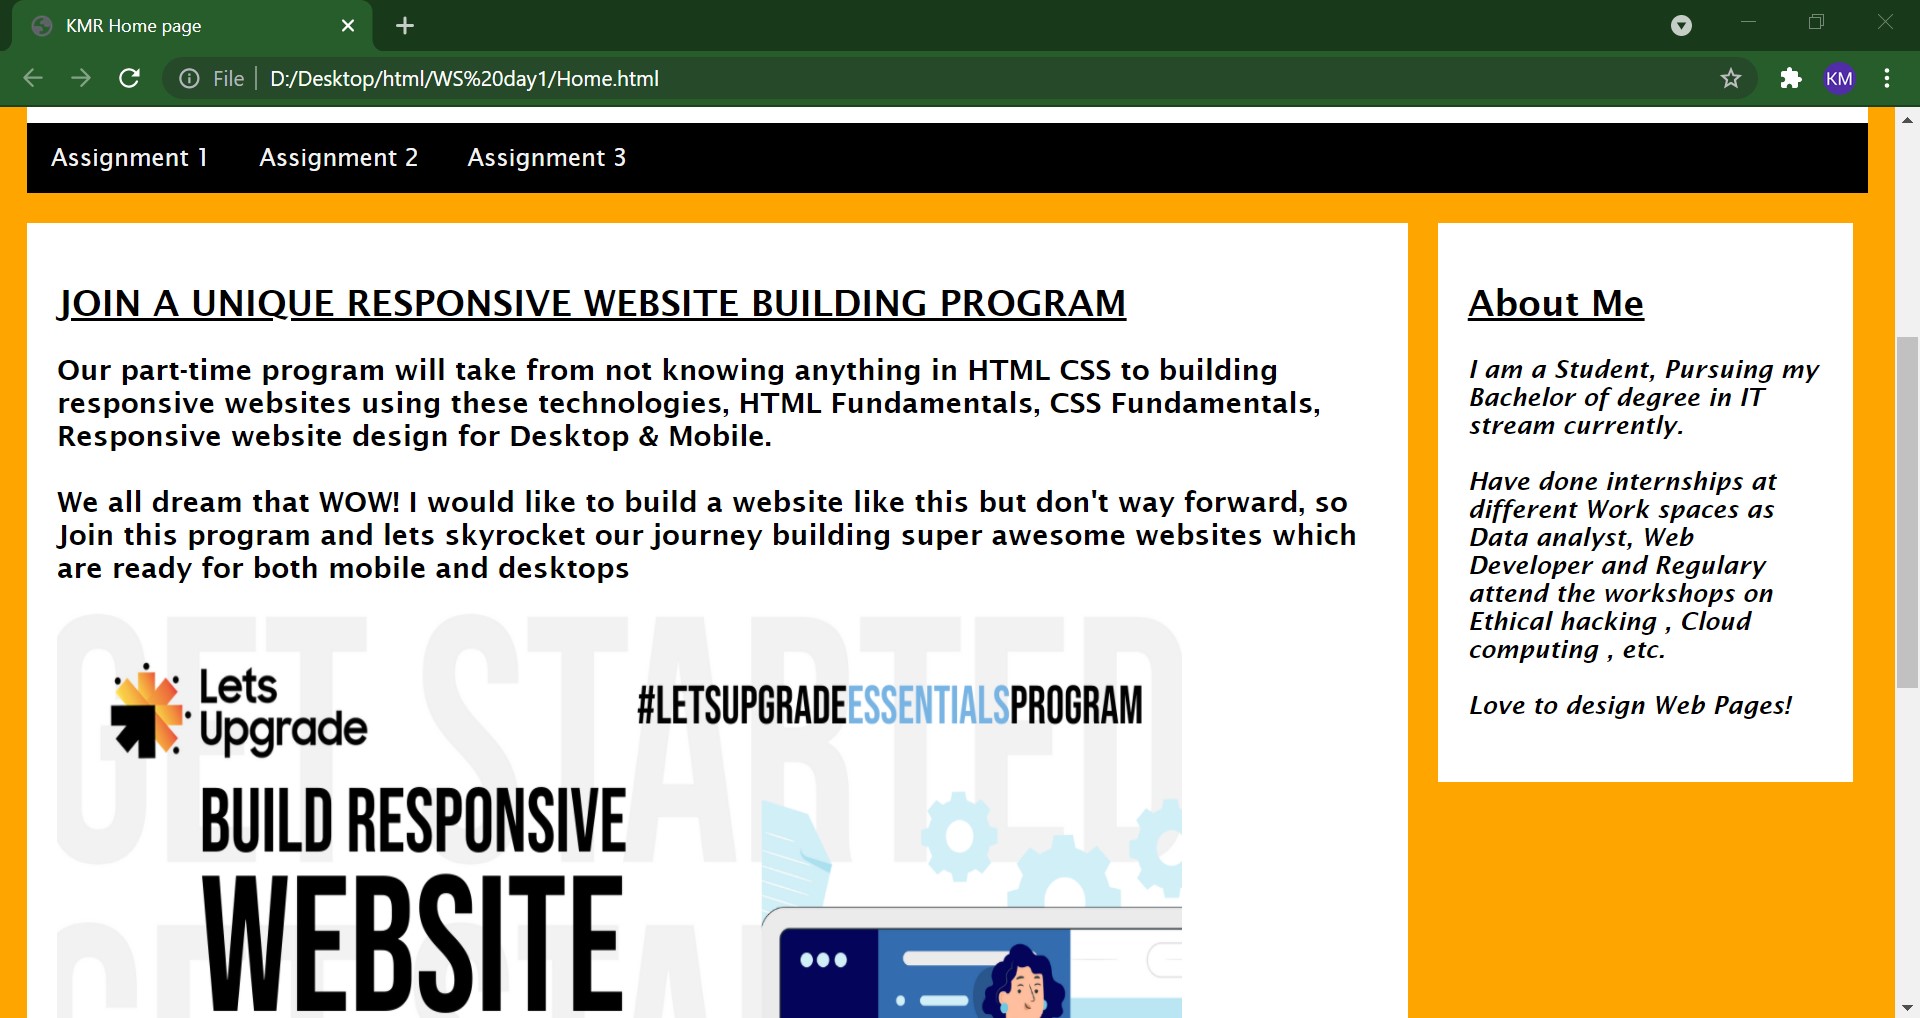 KMR Home page
File D:/Desktop/html/WS%20day1/Home.html
KM
Assignment 1 Assignment 2 Assignment 3
JOIN A UNIQUE RESPONSIVE WEBSITE BUILDING PROGRAM
Our part-time program will take from not knowing anything in HTML CSS to building
responsive websites using these technologies, HTML Fundamentals, CSS Fundamentals,
Responsive website design for Desktop & Mobile.
We all dream that WOW! I would like to build a website like this but don't way forward, so
Join this program and lets skyrocket our journey building super awesome websites which
are ready for both mobile and desktops
GET STARTED
Lets
Upgrade
#LETSUPGRADEESSENTIALSPROGRAM
BUILD RESPONSIVE
WEBSITE
About Me
I am a Student, Pursuing my
Bachelor of degree in IT
stream currently.
Have done internships at
different Work spaces as
Data analyst, Web
Developer and Regulary
attend the workshops on
Ethical hacking , Cloud
computing , etc.
Love to design Web Pages!